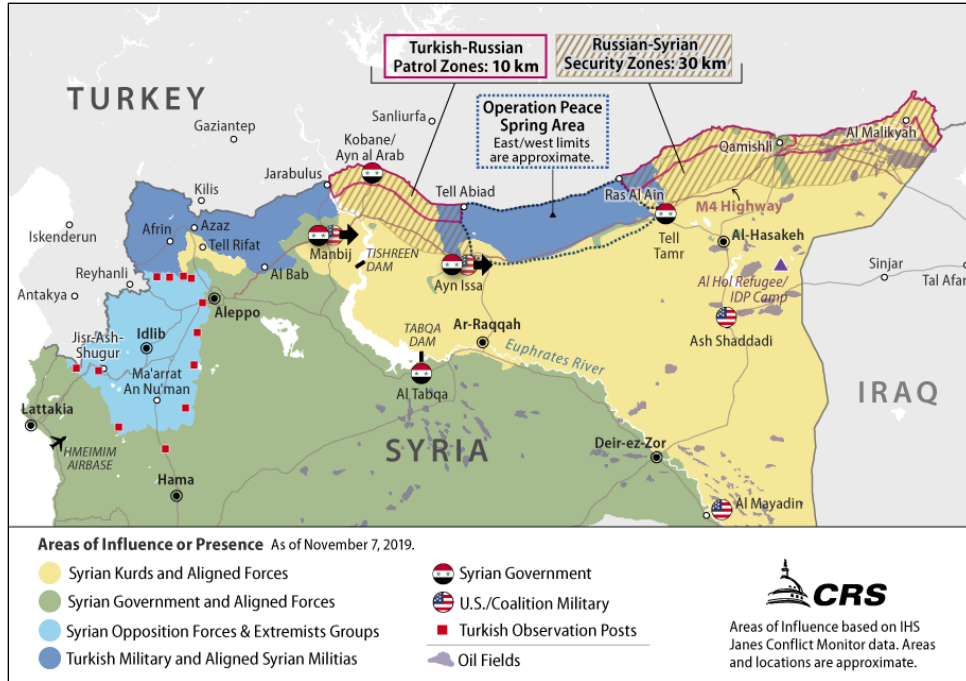 Turkish-Russian
Patrol Zones: 10 km
Russian-Syrian
Security Zones: 30 km
TURKEY
Operation Peace
Spring Area
East/west limits
are approximate.
Sanliurfa
Gaziantep
Kobane/
Ayn al Arab
Al Malikyah
Qamishli
Jarabulus
Kilis
Tell Abiad
Ras Al Ain
M4 Highway
Azaz
Afrin
Tell Rifat
Iskenderun
Manbij
TISHREEN
DAM
Tell
Tamr
Al-Hasakeh
Reyhanli
Al Bab
Ayn Issa
Al Hol Refugee/
IDP Camp
Sinjar
Tal Afar
Antakya
Aleppo
Ash Shaddadi
Idlib
Jisr-Ash-
Shugur
Ar-Raqqah
TABQA
DAM
Euphrates River
Ma'arrat
An Nu'man
Al Tabqa
IRAQ
Lattakia
HMEIMIM
AIRBASE
SYRIA
Deir-ez-Zor
Hama
Al Mayadin
Areas of Influence or Presence As of November 7, 2019.
Syrian Kurds and Aligned Forces
Syrian Government and Aligned Forces
Syrian Opposition Forces & Extremists Groups
Turkish Military and Aligned Syrian Militias
Syrian Government
U.S./Coalition Military
Turkish Observation Posts
Oil Fields
CRS
Areas of Influence based on IHS
Janes Conflict Monitor data. Areas
and locations are approximate.